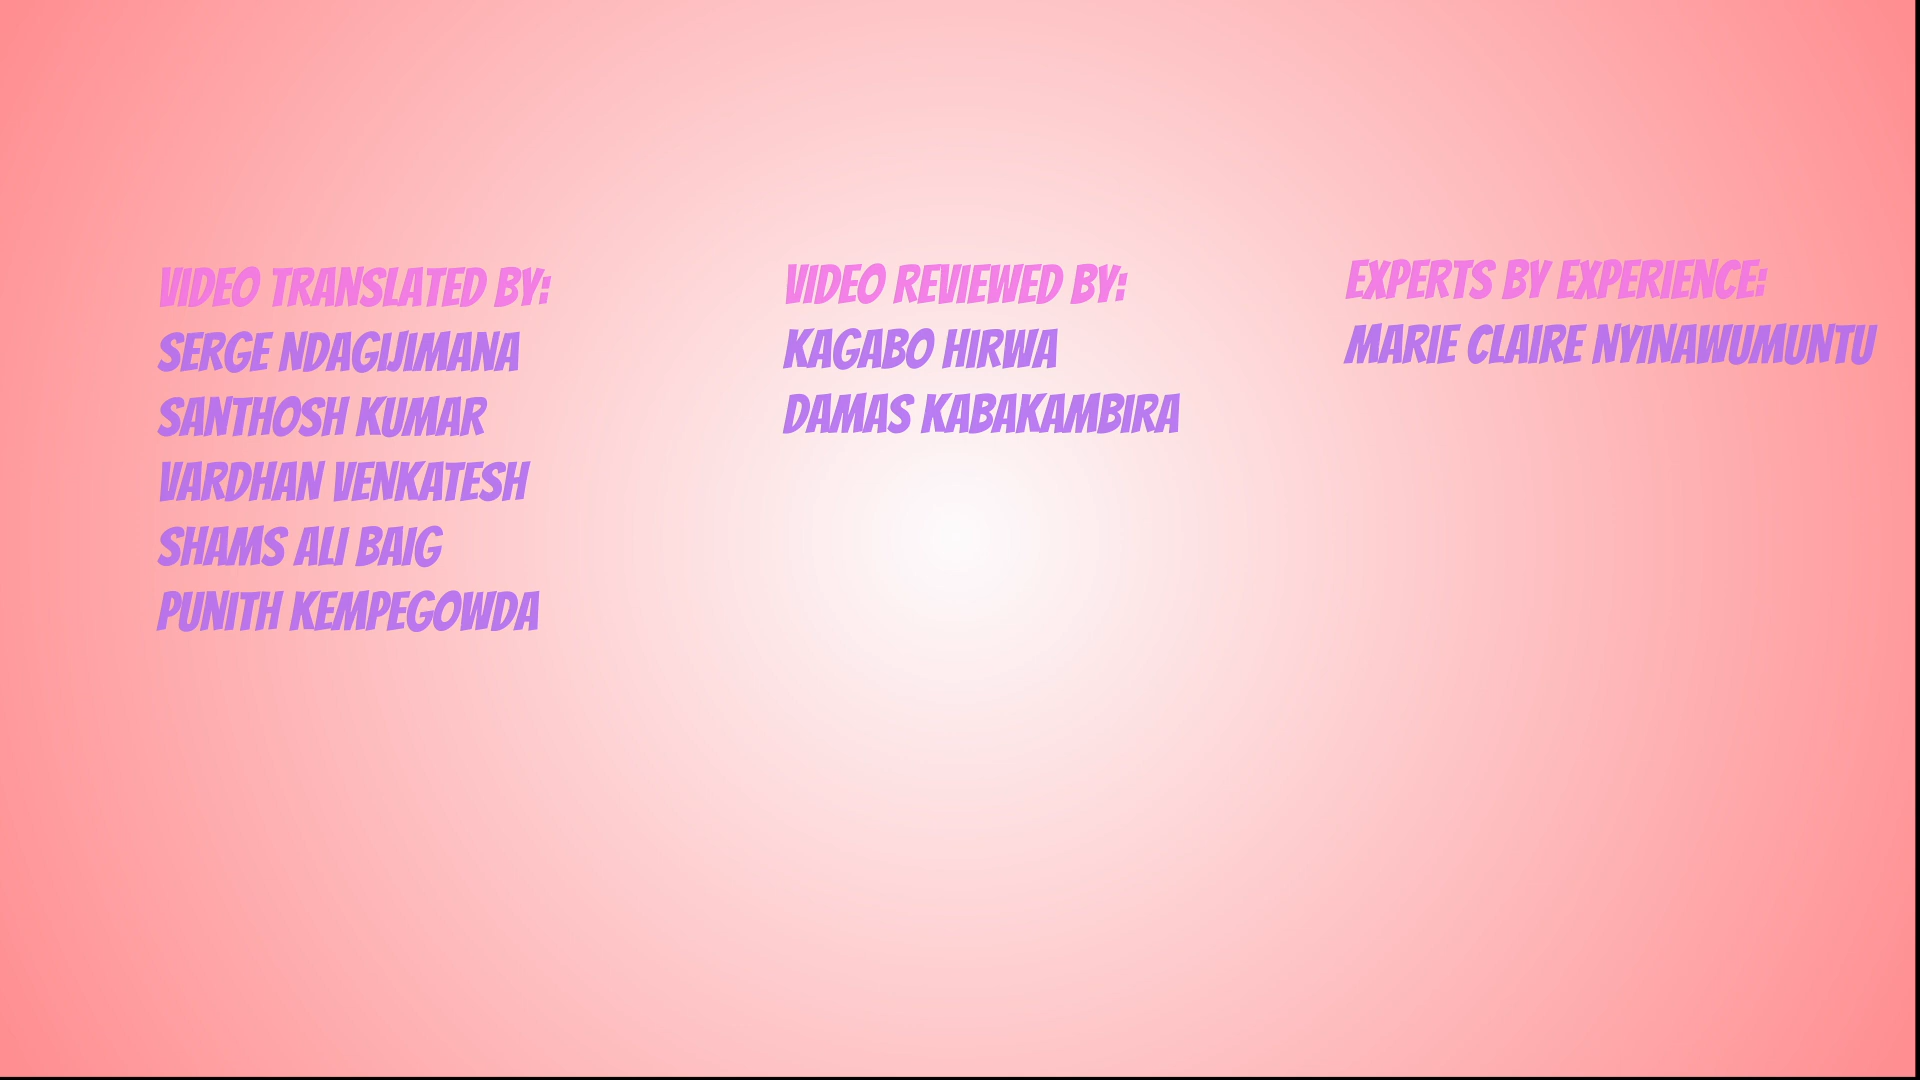 VIDEO TRANSLATED BY:
SERGE NDAGIJIMANA
SANTHOSH KUMAR
VARDHAN VENKATESH
SHAMS ALI BAIG
PUNITH KEMPEGOWDA
VIDEO REVIEWED BY:
KAGABO HIRWA
DAMAS KABAKAMBIRA
EXPERTS BY EXPERIENCE:
MARIE CLAIRE NYINAWUMUNTU